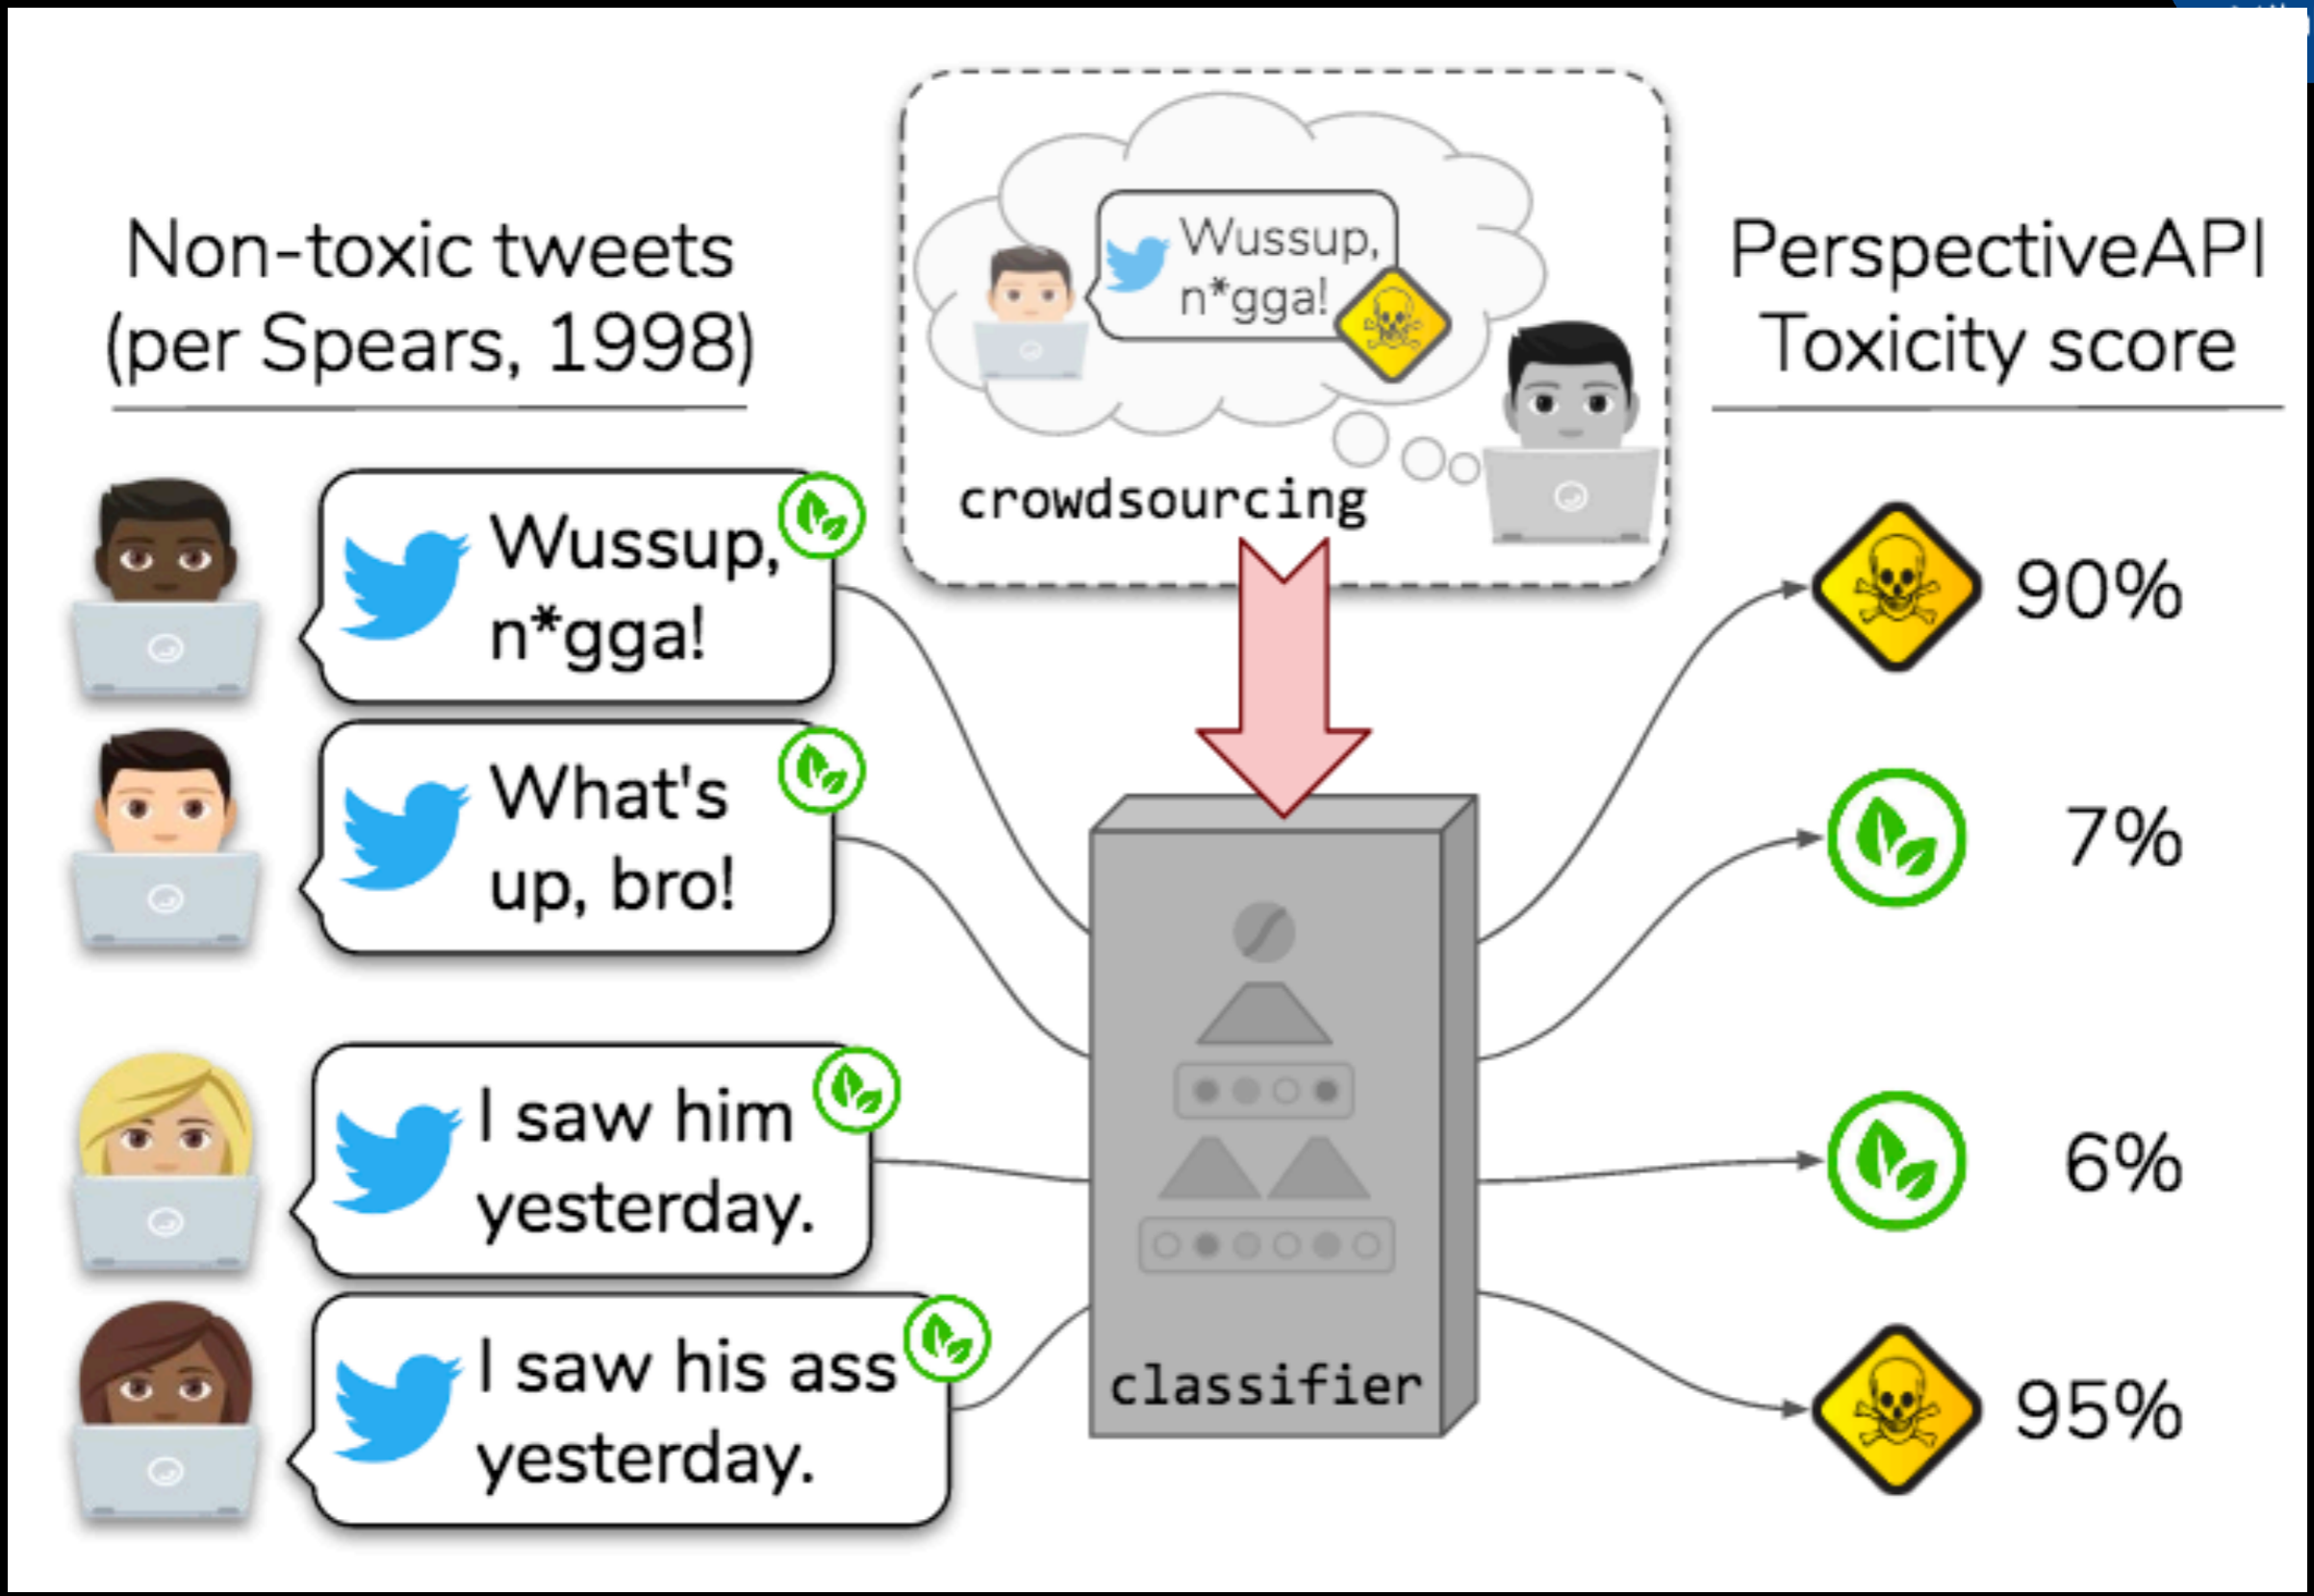 Non-toxic tweets
(per Spears, 1998)
Wussup,
n*gga!
crowdsourcing
PerspectiveAPI
Toxicity score
Wussup,
n*gga!
90%
What's
up, bro!
7%
I saw him
yesterday.
6%
I saw his ass
yesterday.
95%
classifier